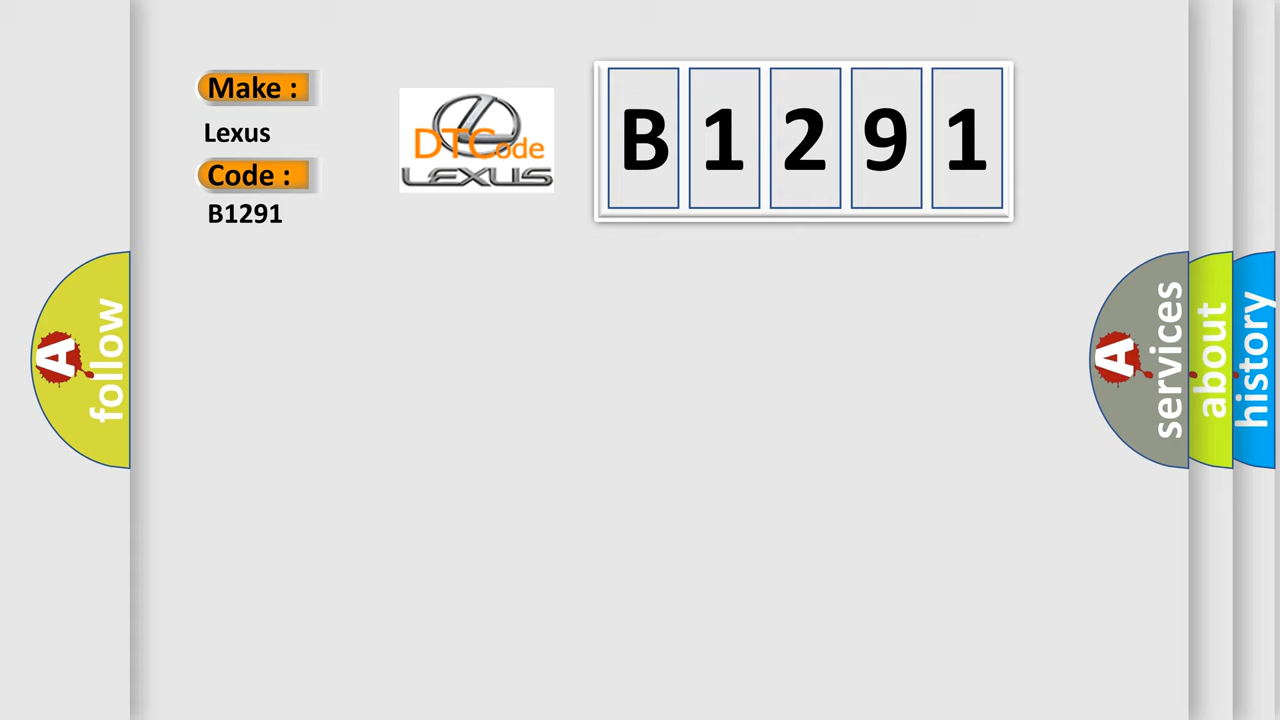 Make :
Lexus
Code :
B1291
DTCode
LEXUS
B 1 2 9 1
A follow
A services
about
history